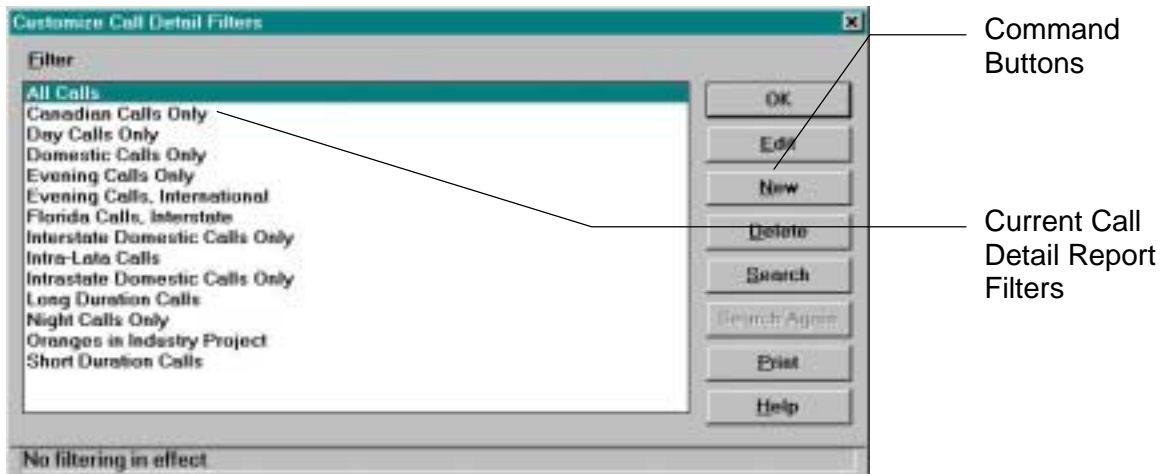 Customize Call Detail Filters
Filter
All Calls
Canadian Calls Only
Day Calls Only
Domestic Calls Only
Evening Calls Only
Evening Calls, International
Florida Calls, Interstate
Interstate Domestic Calls Only
Intra-Lata Calls
Intrastate Domestic Calls Only
Long Duration Calls
Night Calls Only
Oranges in Industry Project
Short Duration Calls
OK
Edit
New
Delete
Search
Search Again
Print
Help
No filtering in effect
Command
Buttons
Current Call
Detail Report
Filters